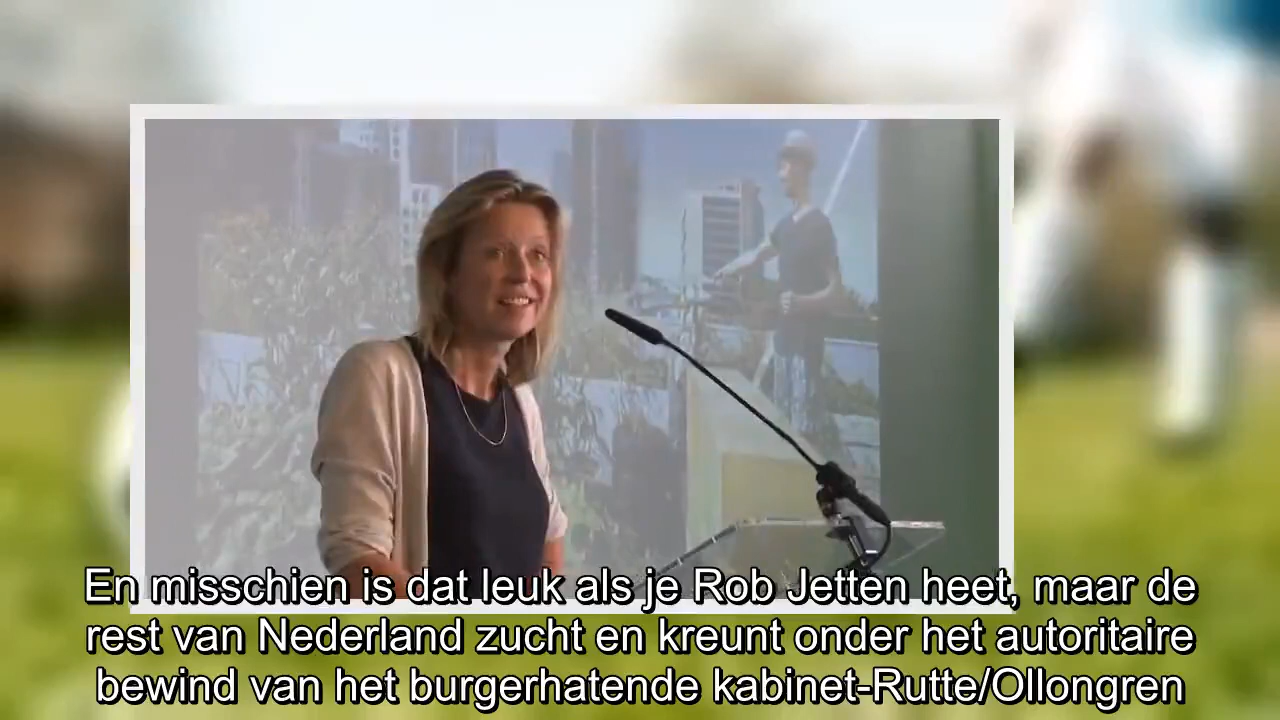 En misschien is dat leuk als je Rob Jetten heet, maar de
rest van Nederland zucht en kreunt onder het autoritaire
bewind van het burgerhatende kabinet-Rutte/Ollongren